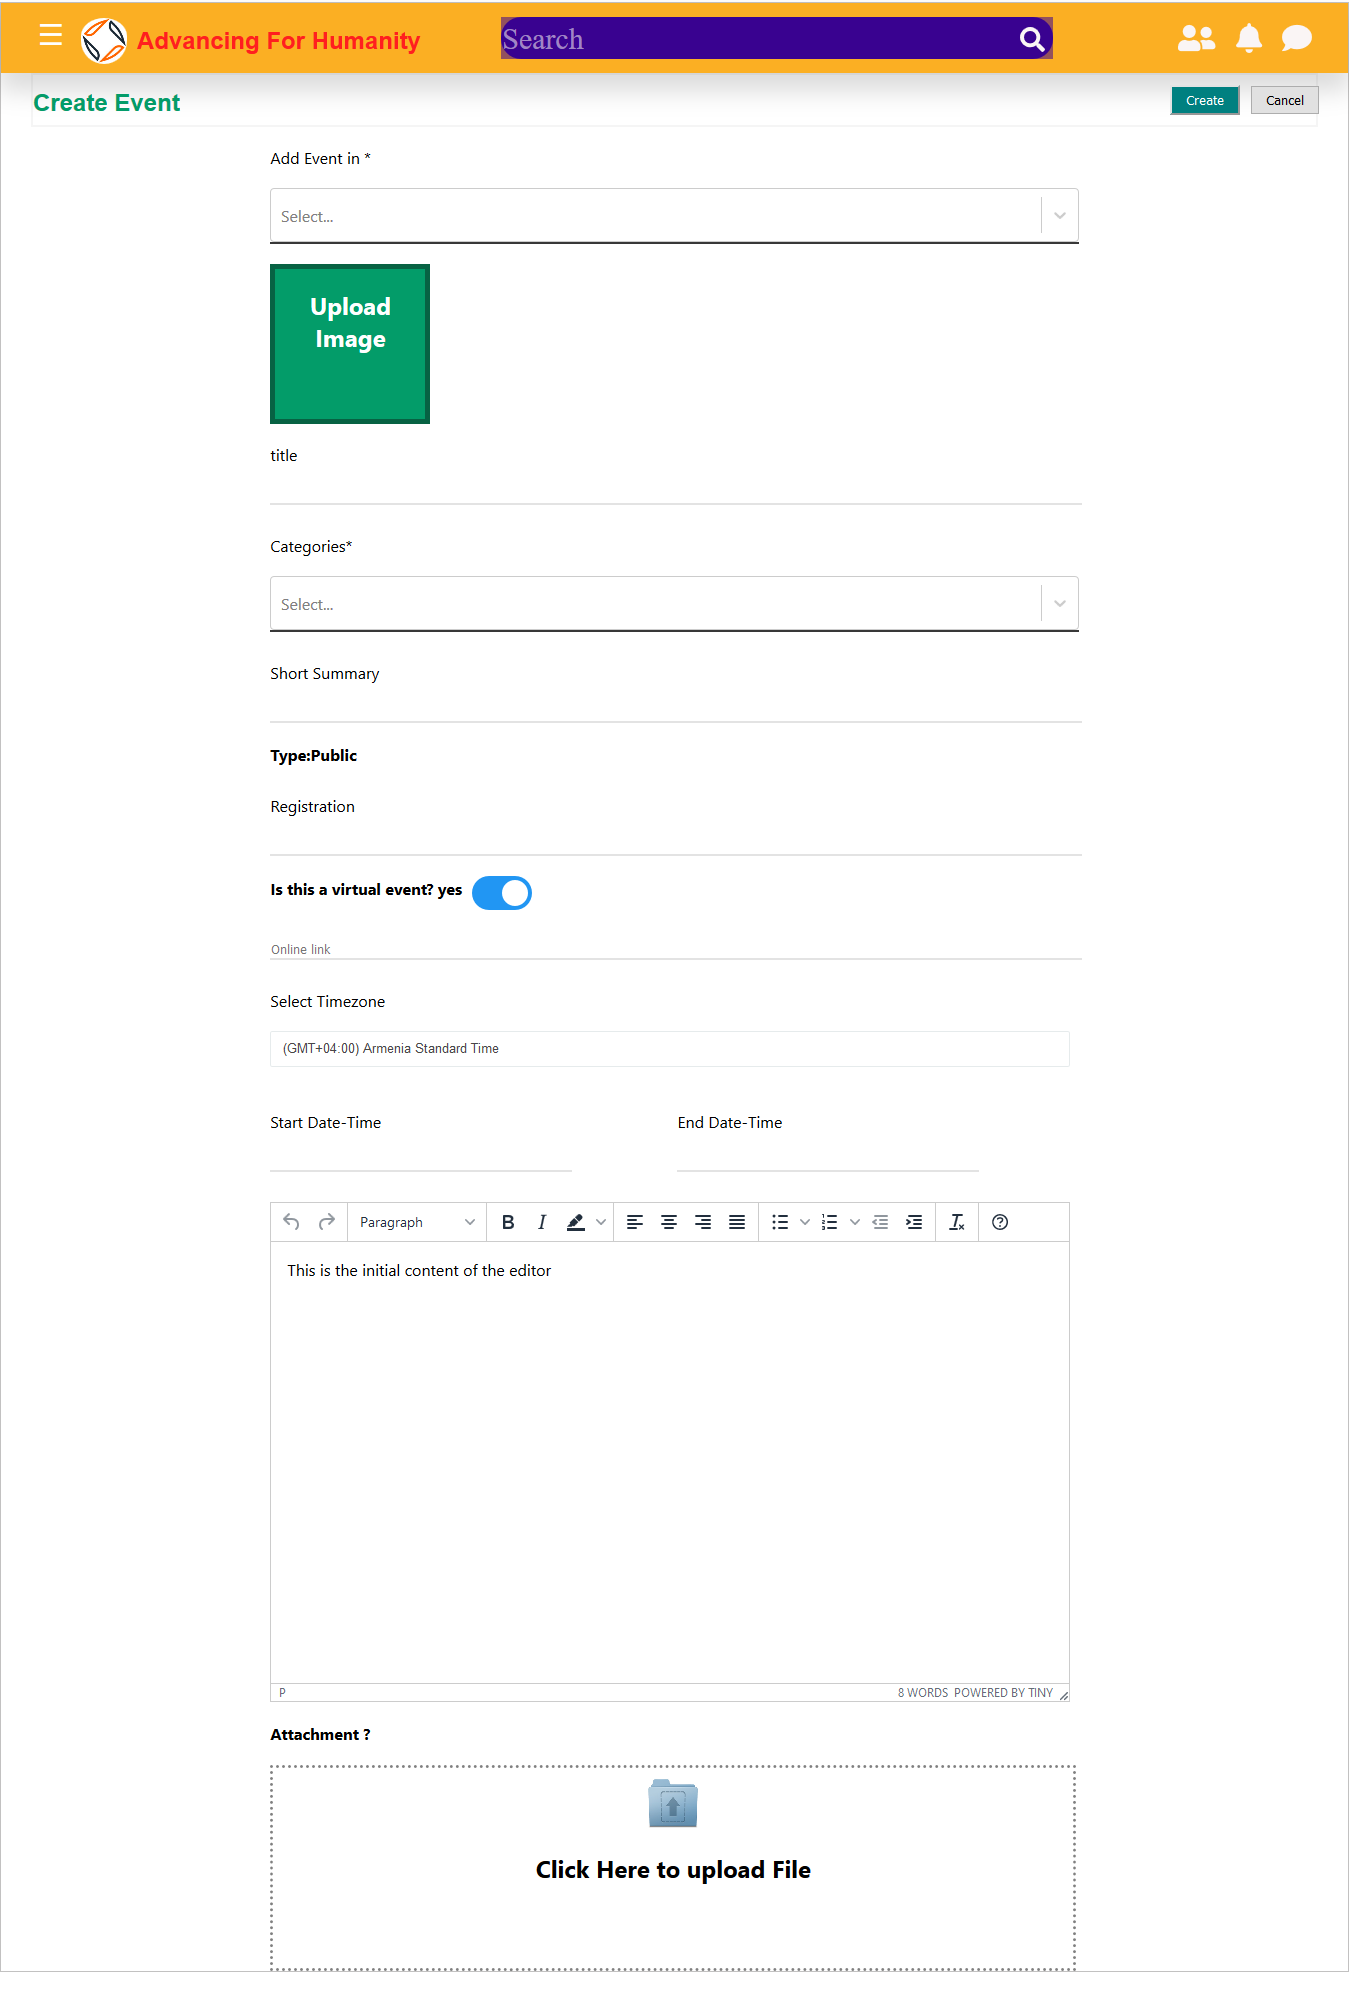 Advancing For Humanity
Search
Create Event
Create
Cancel
Add Event in *
Select...
Upload
Image
title
Categories*
Select...
Short Summary
Type:Public
Registration
Is this a virtual event? yes
Online link
Select Timezone
(GMT+04:00) Armenia Standard Time
Start Date-Time
End Date-Time
Paragraph
This is the initial content of the editor
P
8 WORDS POWERED BY TINY
Attachment ?
Click Here to upload File